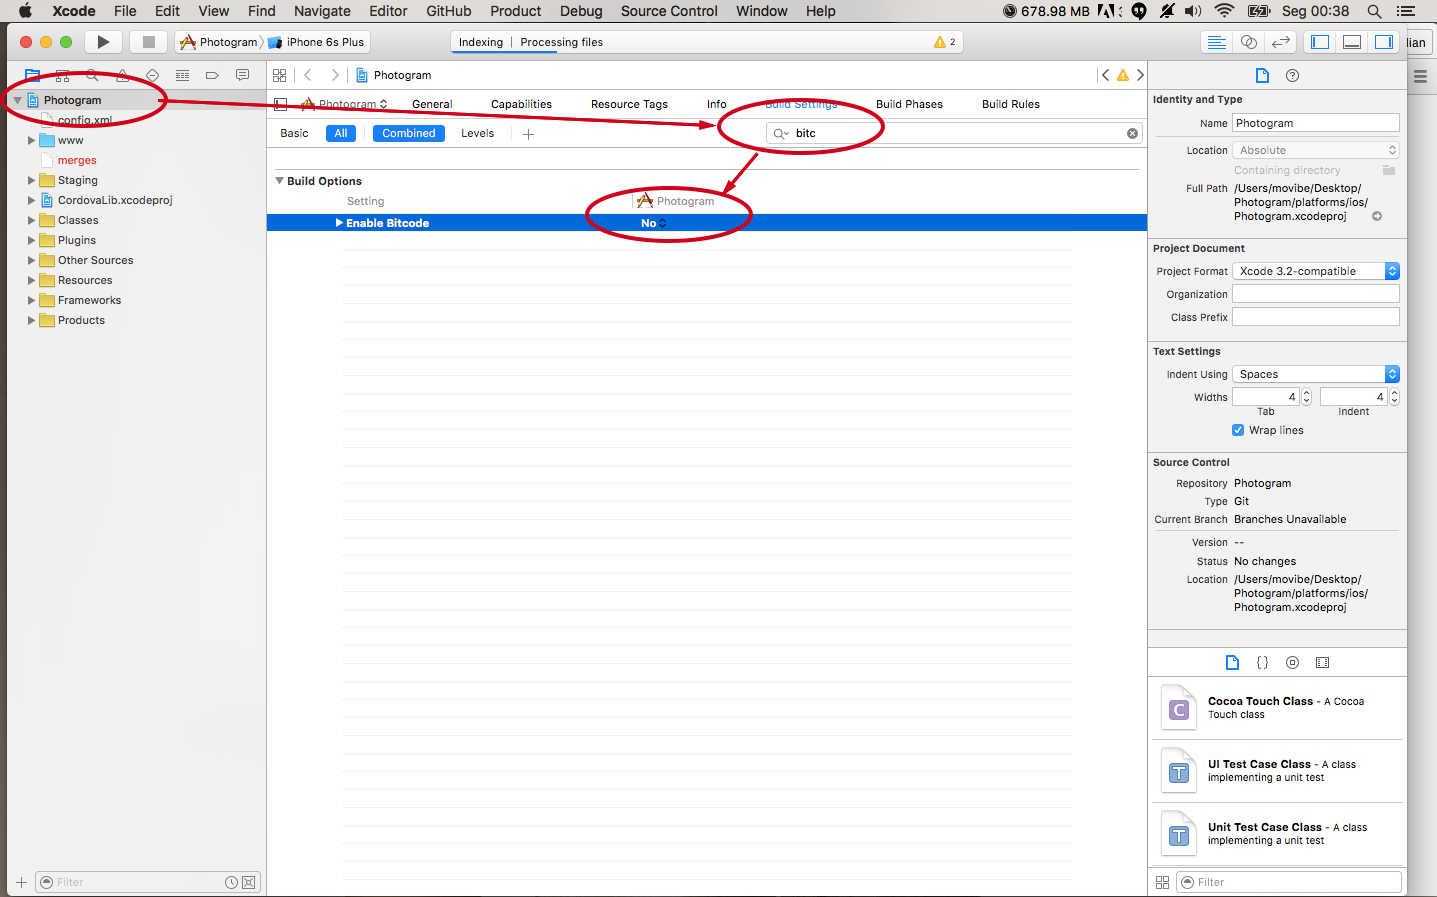 Xcode File Edit View Find Navigate Editor GitHub Product Debug Source Control Window Help 678.98 MB Seg 00:38
Photogram iPhone 6s Plus Indexing | Processing files 2
Photogram
Photogram General Capabilities Resource Tags Info Build Settings Build Phases Build Rules
Basic All Combined Levels bitc
Photogram
config.xml
www
merges
Staging
CordovaLib.xcodeproj
Classes
Plugins
Other Sources
Resources
Frameworks
Products
Filter
Build Options
Setting Photogram
Enable Bitcode No
Identity and Type
Name Photogram
Location Absolute
Containing directory
Full Path /Users/movibe/Desktop/
Photogram/platforms/ios/
Photogram.xcodeproj
Project Document
Project Format Xcode 3.2-compatible
Organization
Class Prefix
Text Settings
Indent Using Spaces
Widths 4 4
Tab Indent
Wrap lines
Source Control
Repository Photogram
Type Git
Current Branch Branches Unavailable
Version --
Status No changes
Location /Users/movibe/Desktop/
Photogram/platforms/ios/
Photogram.xcodeproj
{}
C
Cocoa Touch Class - A Cocoa
Touch class
T
UI Test Case Class - A class
implementing a unit test
T
Unit Test Case Class - A class
implementing a unit test
Filter